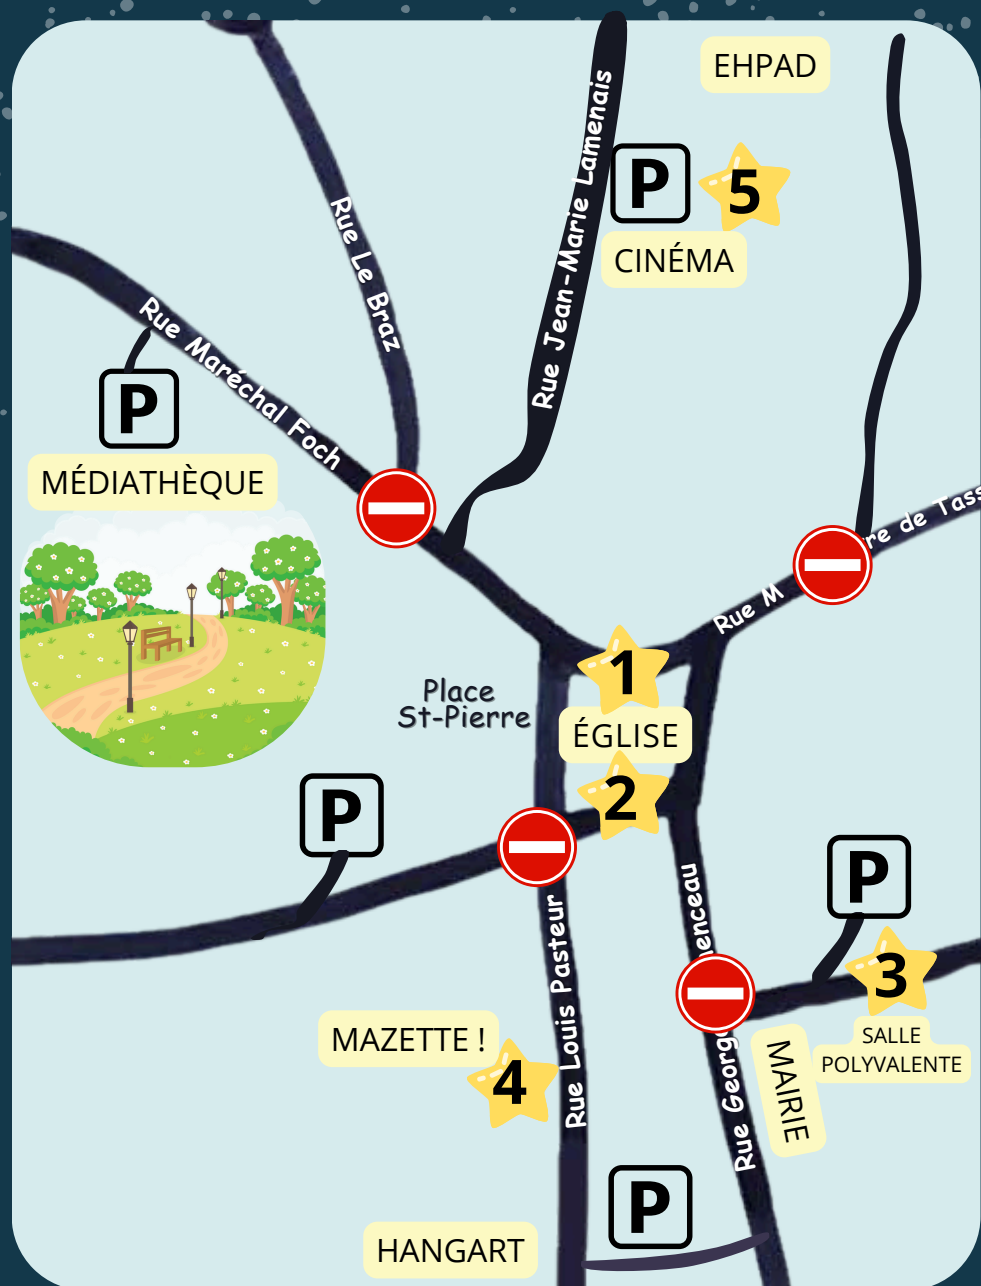 EHPAD
Rue Jean-Marie Lamenais
P
5
CINÉMA
Rue Le Braz
Rue Maréchal Foch
P
MÉDIATHÈQUE
re de Tass
Rue M
1
Place
St-Pierre
ÉGLISE
2
P
P
enceau
Rue Louis Pasteur
3
MAZETTE !
SALLE
POLYVALENTE
4
Rue Georg
MAIRIE
P
HANGART